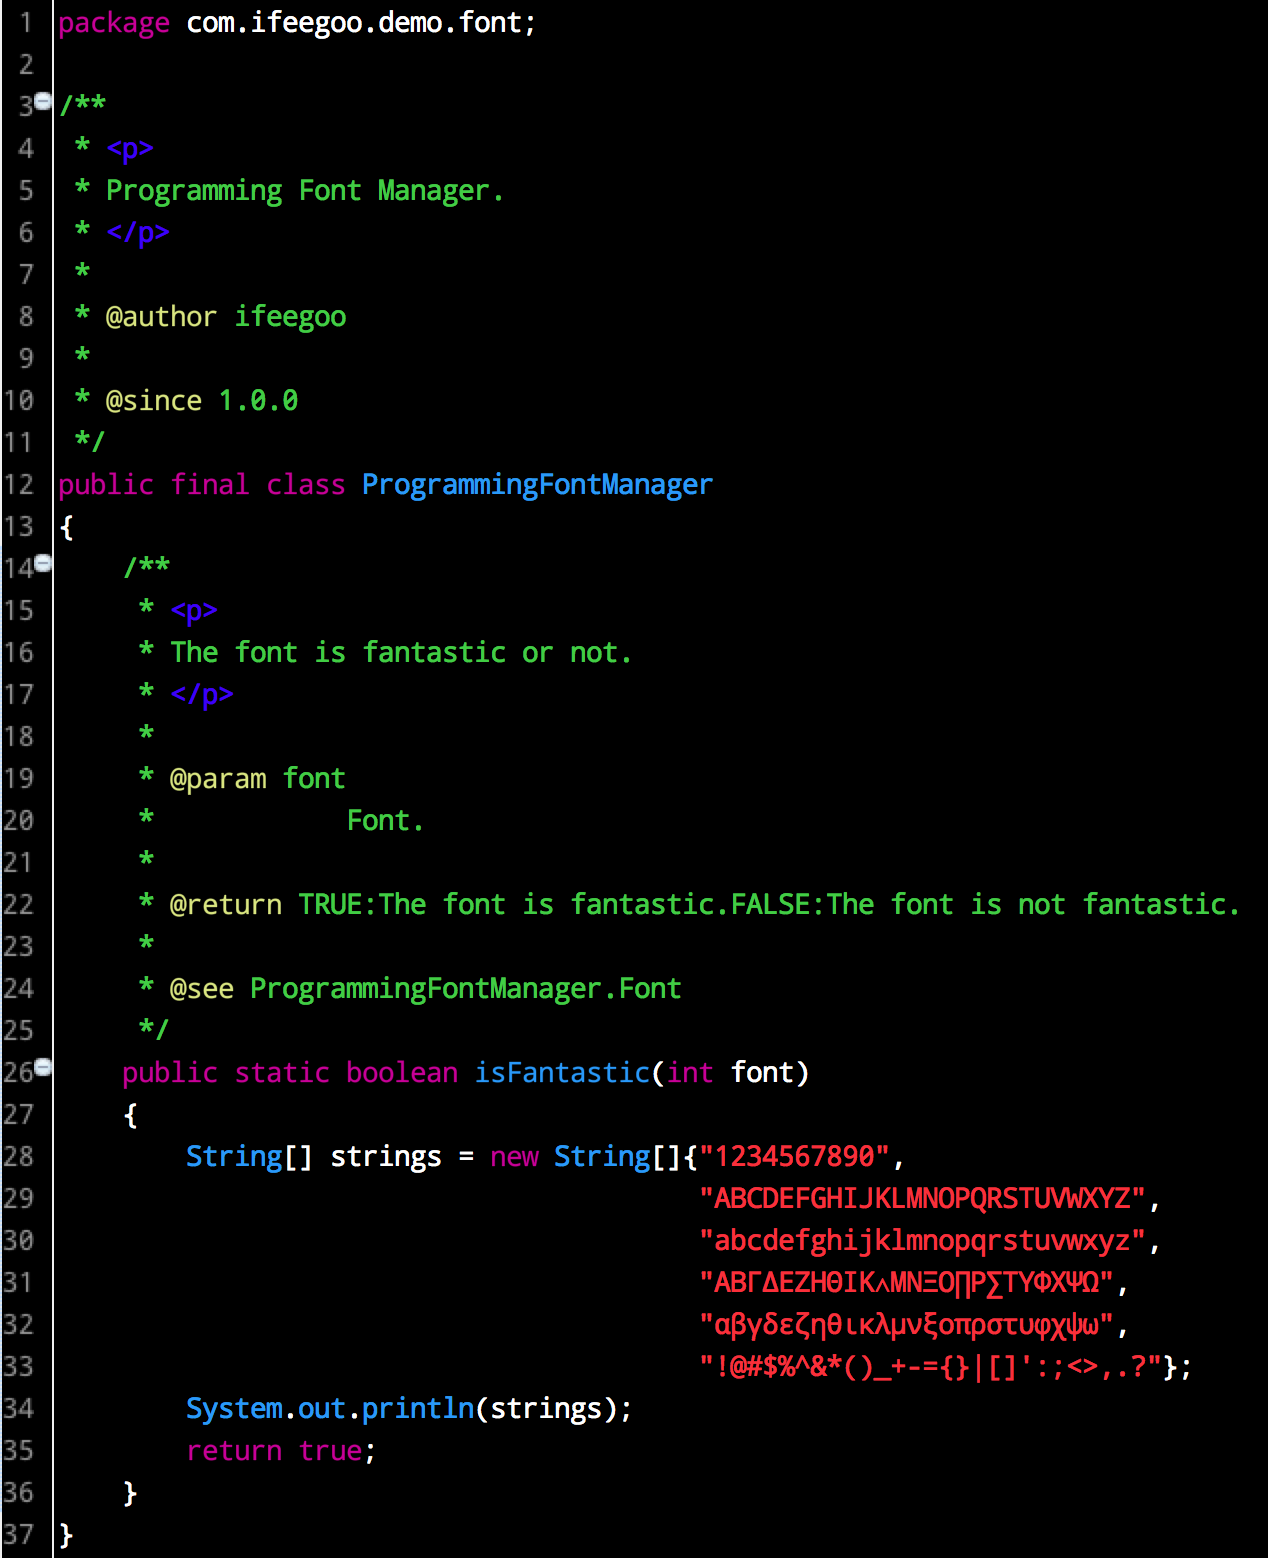 1 package com.ifeegoo.demo.font;
2
3 /**
4  * <p>
5  * Programming Font Manager.
6  * </p>
7  *
8  * @author ifeegoo
9  *
10  * @since 1.0.0
11  */
12 public final class ProgrammingFontManager
13 {
14     /**
15      * <p>
16      * The font is fantastic or not.
17      * </p>
18      *
19      * @param font
20      *            Font.
21      *
22      * @return TRUE:The font is fantastic.FALSE:The font is not fantastic.
23      *
24      * @see ProgrammingFontManager.Font
25      */
26     public static boolean isFantastic(int font)
27     {
28         String[] strings = new String[]{"1234567890",
29                                         "ABCDEFGHIJKLMNOPQRSTUVWXYZ",
30                                         "abcdefghijklmnopqrstuvwxyz",
31                                         "ΑΒΓΔΕΖΗΘΙΚ∧ΜΝΞΟ∏Ρ∑ΤΥΦΧΨΩ",
32                                         "αβγδεζηθικλμνξοπρστυφχψω",
33                                         "!@#$%^&*()_+-={}|[]':;<>,.?"};
34         System.out.println(strings);
35         return true;
36     }
37 }